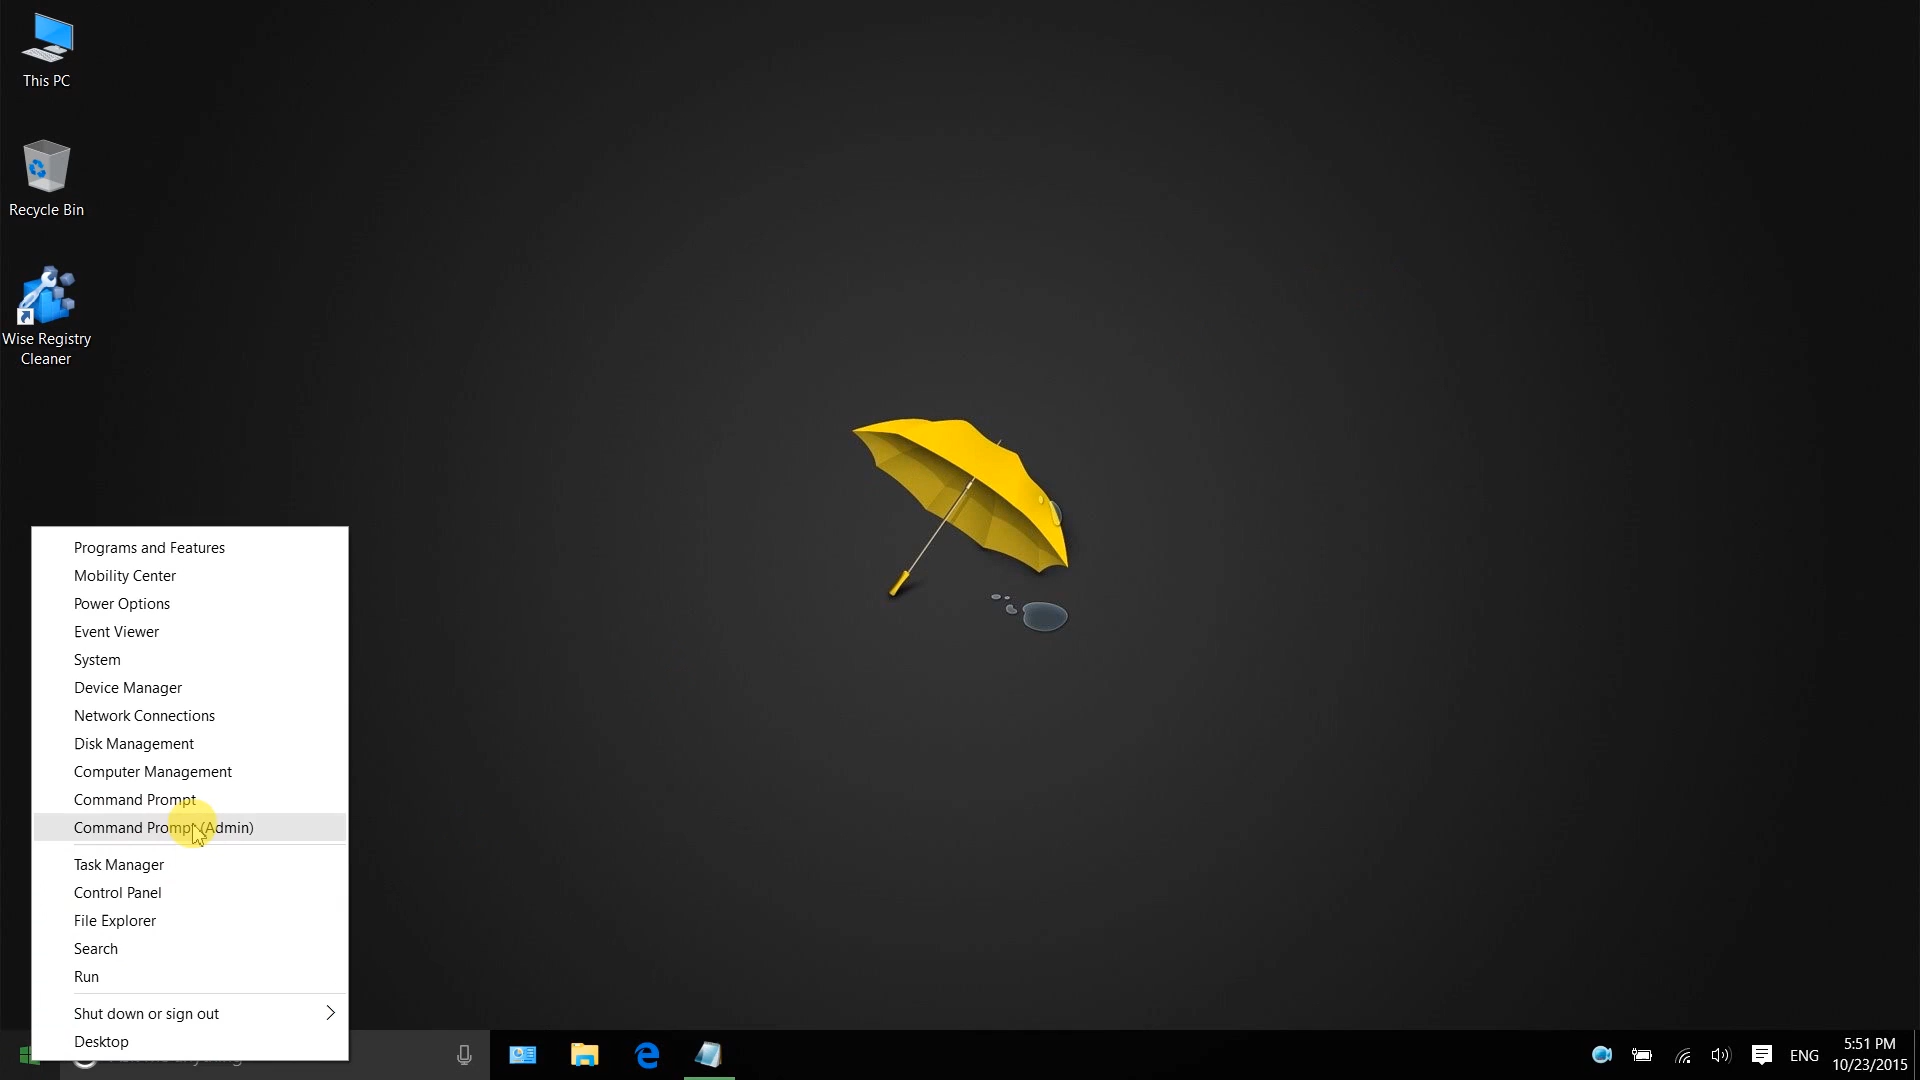 This PC
Recycle Bin
Wise Registry
Cleaner
Programs and Features
Mobility Center
Power Options
Event Viewer
System
Device Manager
Network Connections
Disk Management
Computer Management
Command Prompt
Command Prompt (Admin)
Task Manager
Control Panel
File Explorer
Search
Run
Shut down or sign out
Desktop
ENG
5:51 PM
10/23/2015